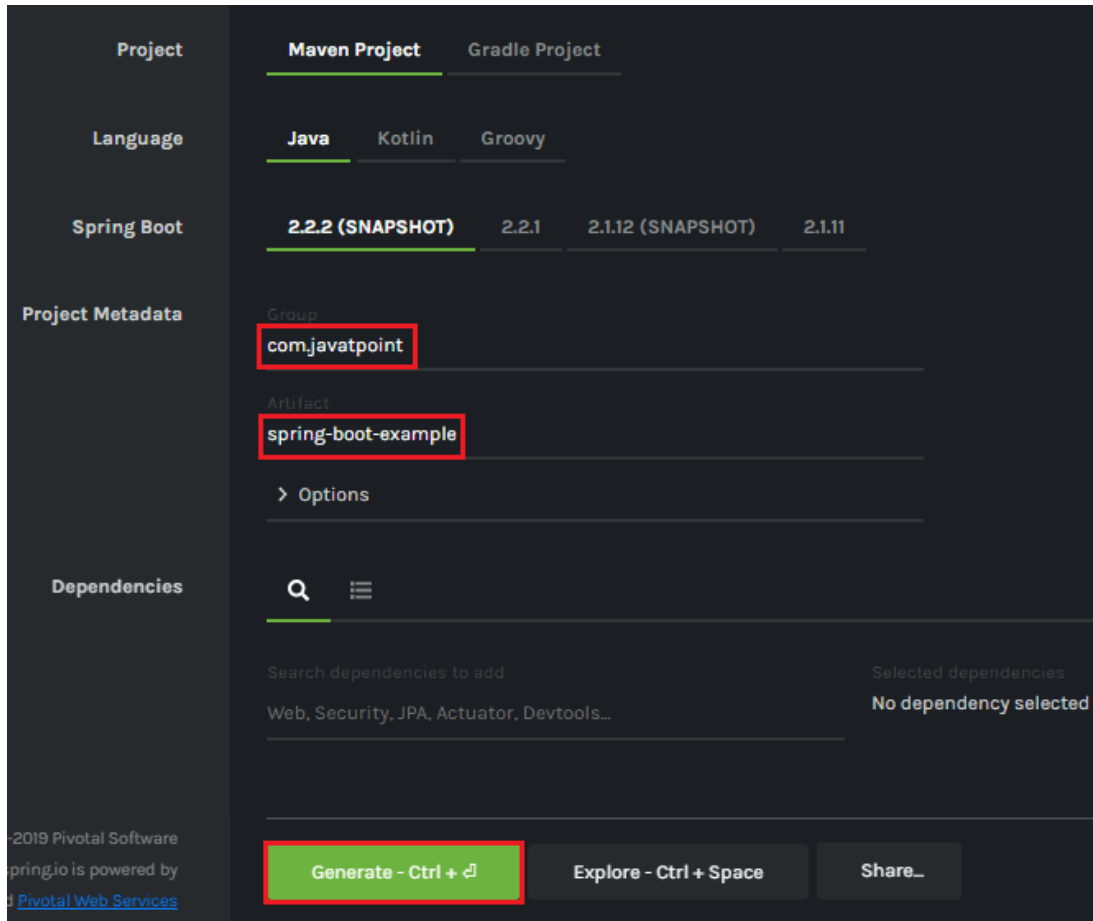 Project
Maven Project Gradle Project
Language
Java Kotlin Groovy
Spring Boot
2.2.2 (SNAPSHOT) 2.2.1 2.1.12 (SNAPSHOT) 2.1.11
Project Metadata
Group
com.javatpoint
Artifact
spring-boot-example
> Options
Dependencies
Search dependencies to add
Web, Security, JPA, Actuator, Devtools...
Selected dependencies
No dependency selected
-2019 Pivotal Software
spring.io is powered by
d Pivotal Web Services
Generate - Ctrl + ⏎ Explore - Ctrl + Space Share...